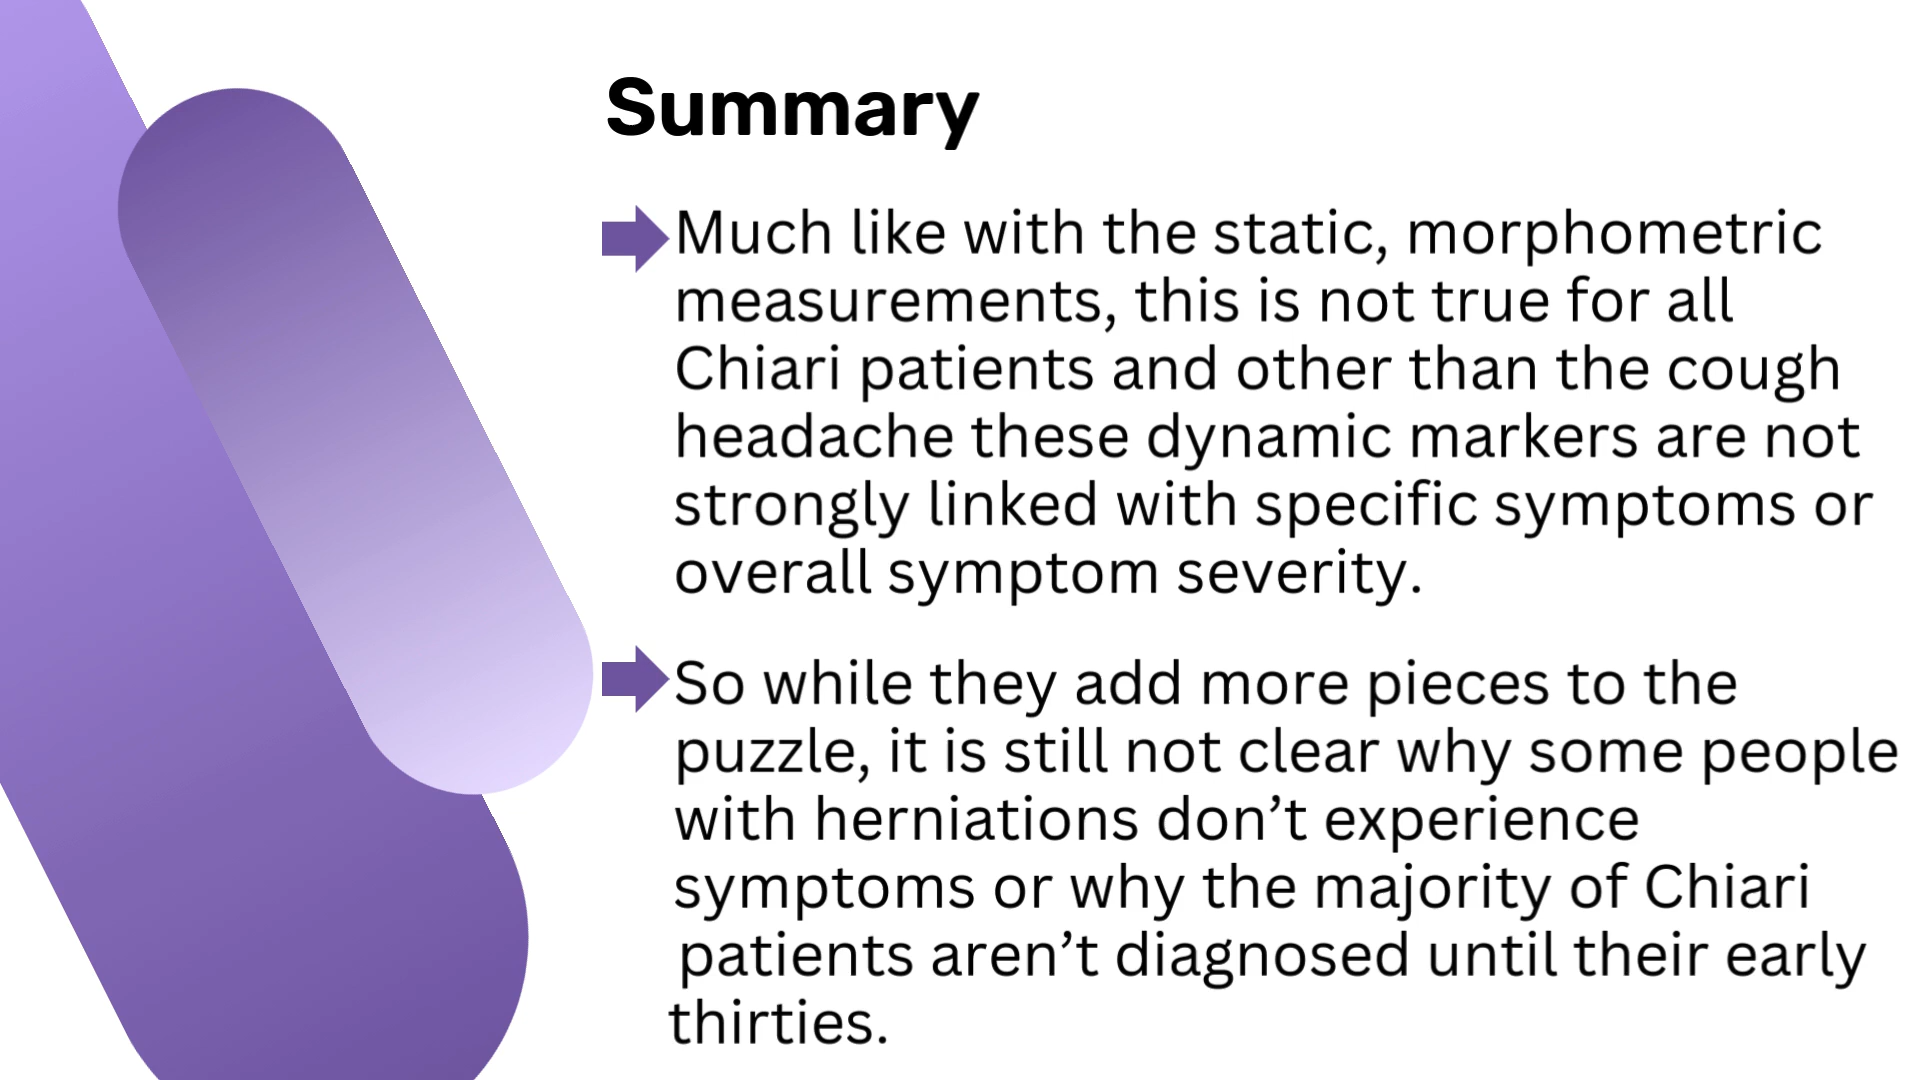 Summary
Much like with the static, morphometric
measurements, this is not true for all
Chiari patients and other than the cough
headache these dynamic markers are not
strongly linked with specific symptoms or
overall symptom severity.
So while they add more pieces to the
puzzle, it is still not clear why some people
with herniations don’t experience
symptoms or why the majority of Chiari
patients aren’t diagnosed until their early
thirties.